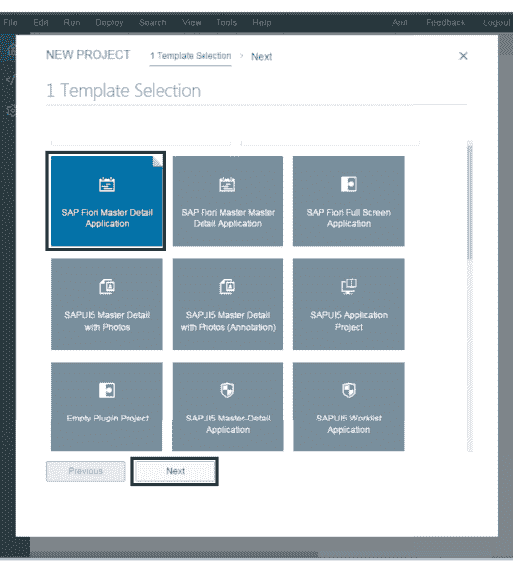 File Edit Run Deploy Search View Tools Help Feedback Logout
NEW PROJECT 1 Template Selection > Next
1 Template Selection
SAP Fiori Master Detail
Application
SAP Fiori Master Master
Detail Application
SAP Fiori Full Screen
Application
SAPUI5 Master Detail
with Photos
SAPUI5 Master Detail
with Photos (Annotation)
SAPUI5 Application
Project
Empty Plugin Project
SAPUI5 Master-Detail
Application
SAPUI5 Worklist
Application
Previous Next